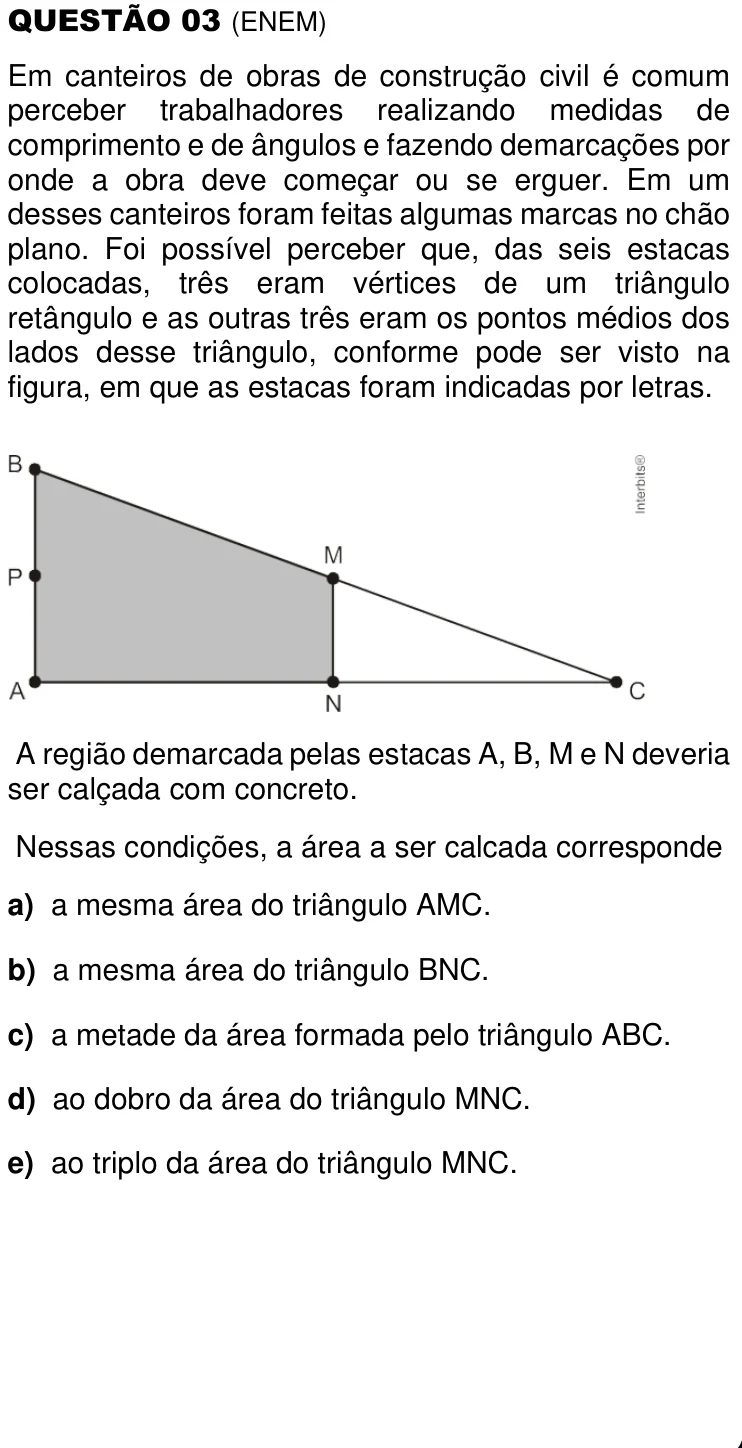 QUESTÃO 03 (ENEM)
Em canteiros de obras de construção civil é comum
perceber trabalhadores realizando medidas de
comprimento e de ângulos e fazendo demarcações por
onde a obra deve começar ou se erguer. Em um
desses canteiros foram feitas algumas marcas no chão
plano. Foi possível perceber que, das seis estacas
colocadas, três eram vértices de um triângulo
retângulo e as outras três eram os pontos médios dos
lados desse triângulo, conforme pode ser visto na
figura, em que as estacas foram indicadas por letras.
B
Interbits®
M
P
A
N
C
A região demarcada pelas estacas A, B, M e N deveria
ser calçada com concreto.
Nessas condições, a área a ser calcada corresponde
a) a mesma área do triângulo AMC.
b) a mesma área do triângulo BNC.
c) a metade da área formada pelo triângulo ABC.
d) ao dobro da área do triângulo MNC.
e) ao triplo da área do triângulo MNC.